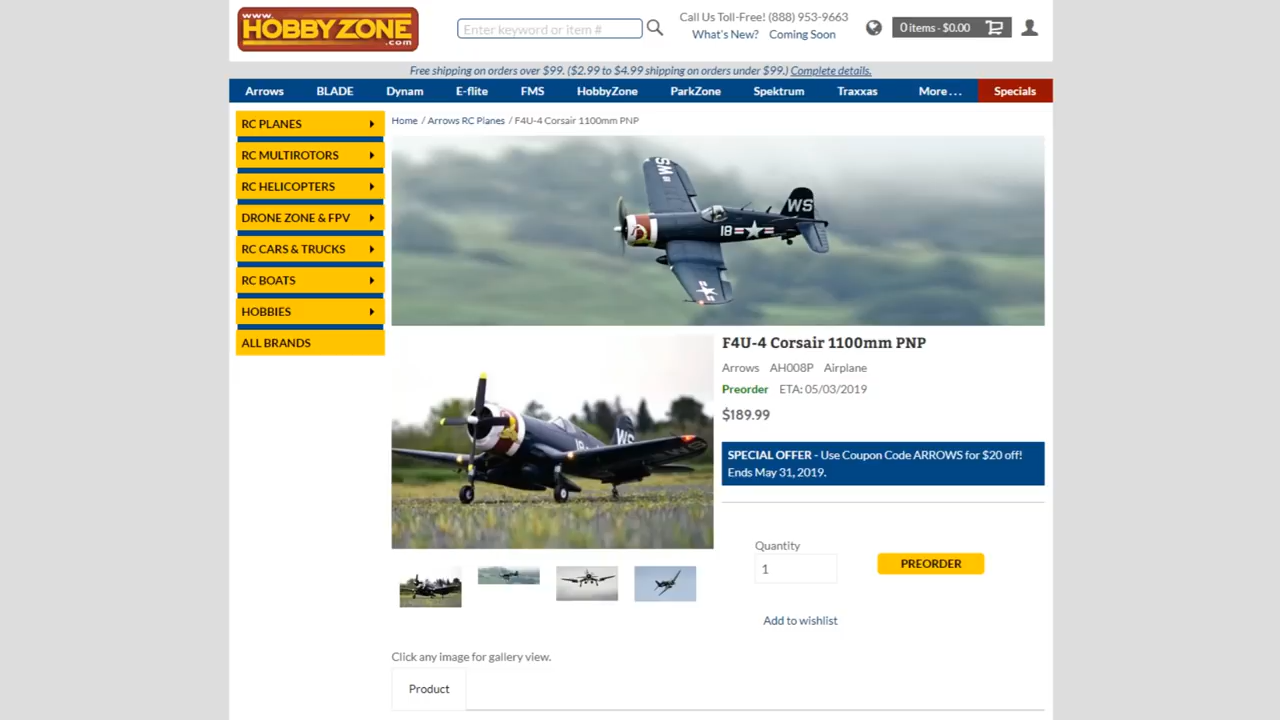 www.
HOBBYZONE
.com
Enter keyword or item #
Call Us Toll-Free! (888) 953-9663
What's New? Coming Soon
0 items - $0.00
Free shipping on orders over $99. ($2.99 to $4.99 shipping on orders under $99.) Complete details.
Arrows BLADE Dynam E-flite FMS HobbyZone ParkZone Spektrum Traxxas More . . . Specials
RC PLANES
RC MULTIROTORS
RC HELICOPTERS
DRONE ZONE & FPV
RC CARS & TRUCKS
RC BOATS
HOBBIES
ALL BRANDS
Home / Arrows RC Planes / F4U-4 Corsair 1100mm PNP
WS
18
WS
18
F4U-4 Corsair 1100mm PNP
Arrows AH008P Airplane
Preorder ETA: 05/03/2019
$189.99
SPECIAL OFFER - Use Coupon Code ARROWS for $20 off!
Ends May 31, 2019.
WS
18
Quantity
1
PREORDER
Add to wishlist
Click any image for gallery view.
Product